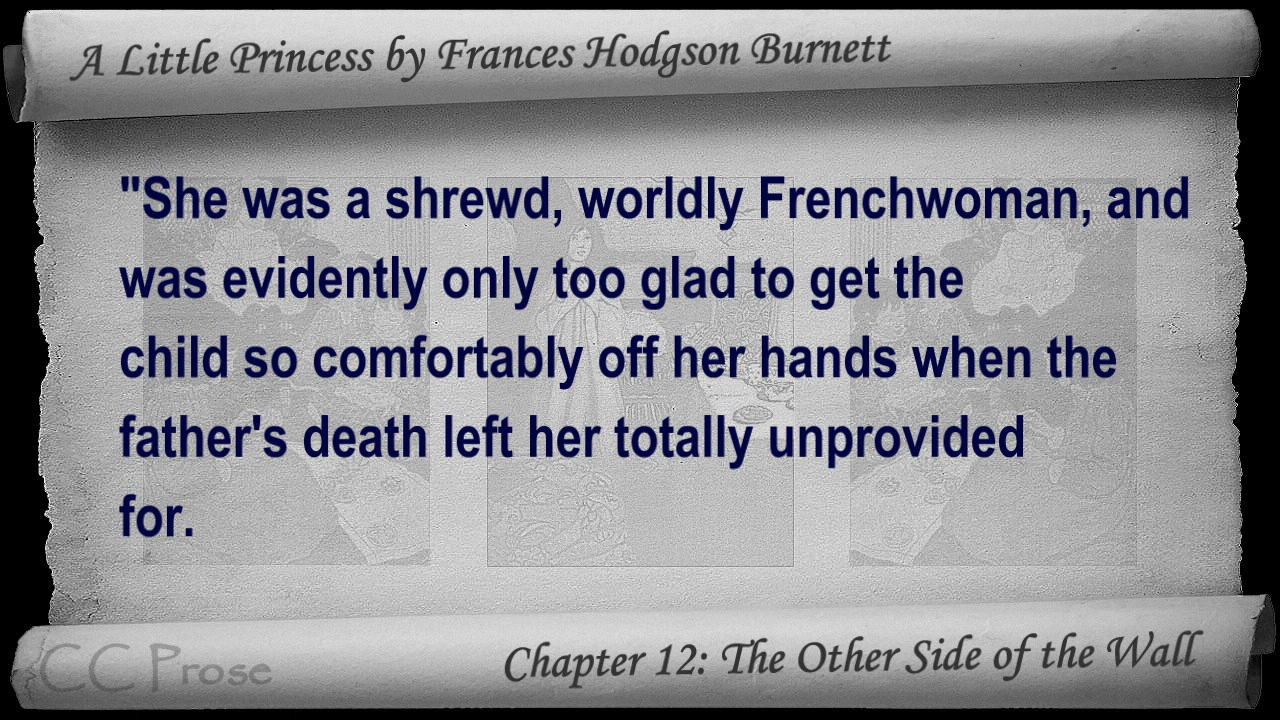 A Little Princess by Frances Hodgson Burnett
"She was a shrewd, worldly Frenchwoman, and
was evidently only too glad to get the
child so comfortably off her hands when the
father's death left her totally unprovided
for.
CC Prose
Chapter 12: The Other Side of the Wall